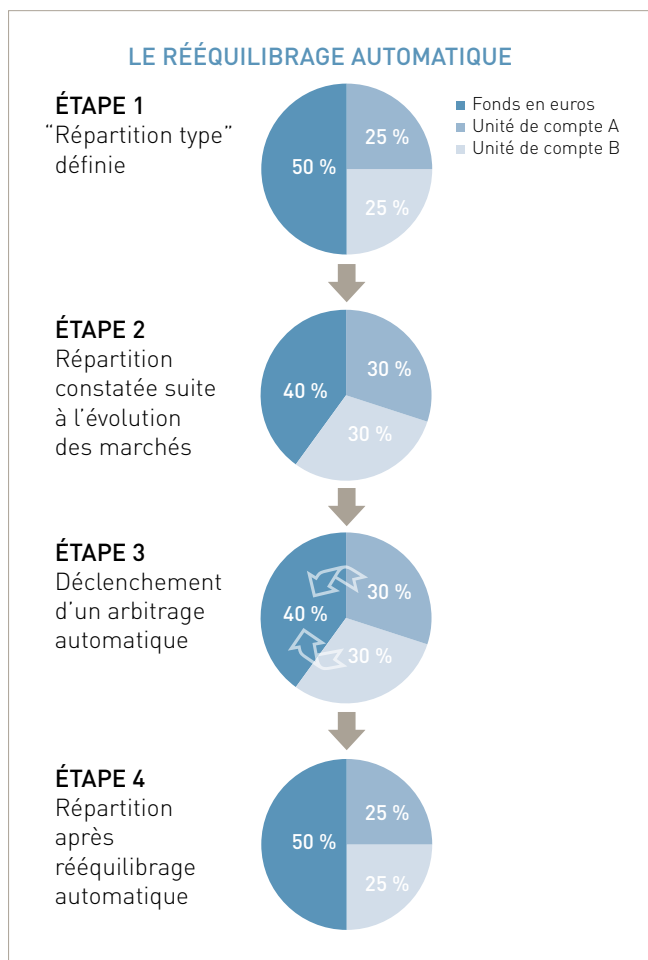 LE RÉÉQUILIBRAGE AUTOMATIQUE
ÉTAPE 1
“Répartition type”
définie
50 %
25 %
25 %
Fonds en euros
Unité de compte A
Unité de compte B
ÉTAPE 2
Répartition
constatée suite
à l’évolution
des marchés
40 %
30 %
30 %
ÉTAPE 3
Déclenchement
d’un arbitrage
automatique
40 %
30 %
30 %
ÉTAPE 4
Répartition
après
rééquilibrage
automatique
50 %
25 %
25 %